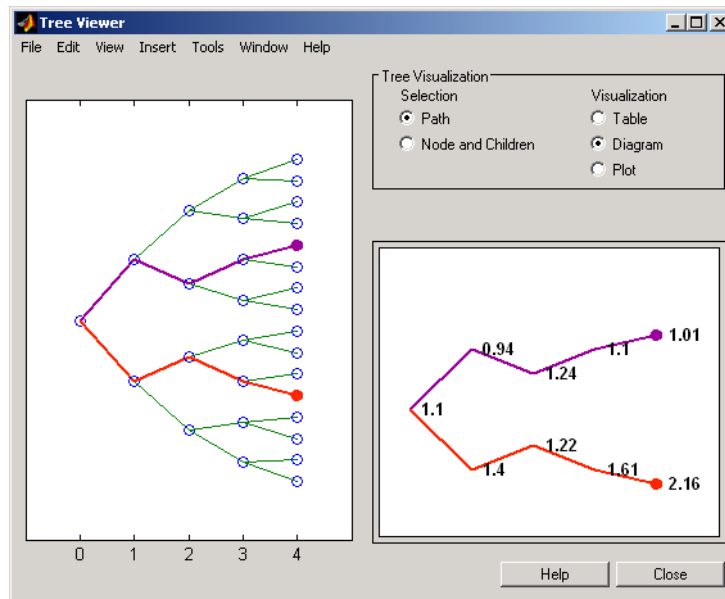 Tree Viewer
File Edit View Insert Tools Window Help
Tree Visualization
Selection
Path
Node and Children
Visualization
Table
Diagram
Plot
0 1 2 3 4
1.1
0.94
1.24
1.1
1.01
1.4
1.22
1.61
2.16
Help
Close